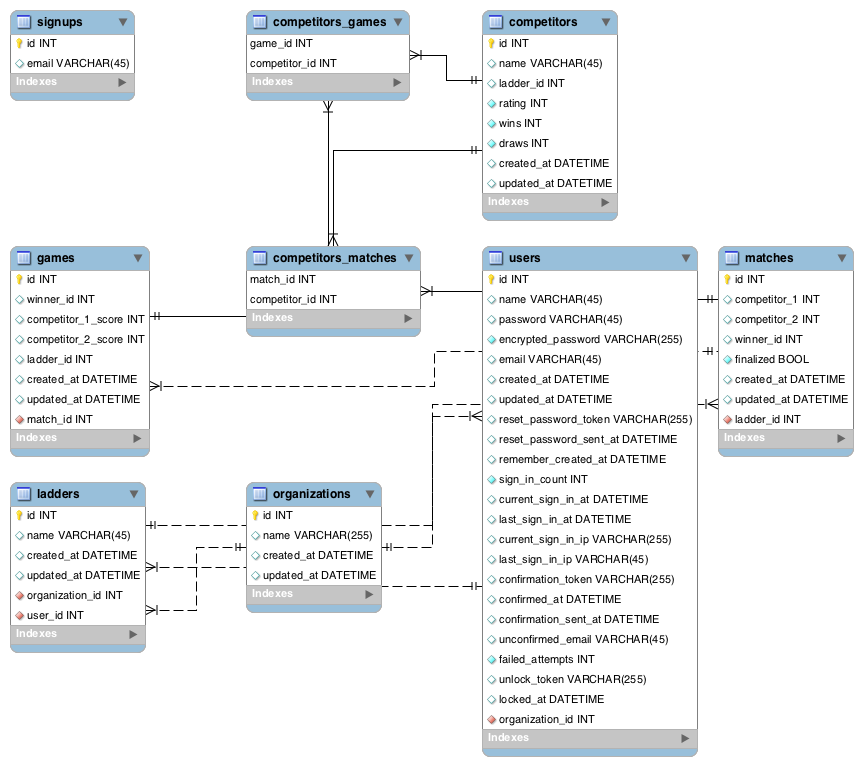 signups
id INT
email VARCHAR(45)
Indexes
competitors_games
game_id INT
competitor_id INT
Indexes
competitors
id INT
name VARCHAR(45)
ladder_id INT
rating INT
wins INT
draws INT
created_at DATETIME
updated_at DATETIME
Indexes
games
id INT
winner_id INT
competitor_1_score INT
competitor_2_score INT
ladder_id INT
created_at DATETIME
updated_at DATETIME
match_id INT
Indexes
competitors_matches
match_id INT
competitor_id INT
Indexes
users
id INT
name VARCHAR(45)
password VARCHAR(45)
encrypted_password VARCHAR(255)
email VARCHAR(45)
created_at DATETIME
updated_at DATETIME
reset_password_token VARCHAR(255)
reset_password_sent_at DATETIME
remember_created_at DATETIME
sign_in_count INT
current_sign_in_at DATETIME
last_sign_in_at DATETIME
current_sign_in_ip VARCHAR(255)
last_sign_in_ip VARCHAR(45)
confirmation_token VARCHAR(255)
confirmed_at DATETIME
confirmation_sent_at DATETIME
unconfirmed_email VARCHAR(45)
failed_attempts INT
unlock_token VARCHAR(255)
locked_at DATETIME
organization_id INT
Indexes
matches
id INT
competitor_1 INT
competitor_2 INT
winner_id INT
finalized BOOL
created_at DATETIME
updated_at DATETIME
ladder_id INT
Indexes
ladders
id INT
name VARCHAR(45)
created_at DATETIME
updated_at DATETIME
organization_id INT
user_id INT
Indexes
organizations
id INT
name VARCHAR(255)
created_at DATETIME
updated_at DATETIME
Indexes